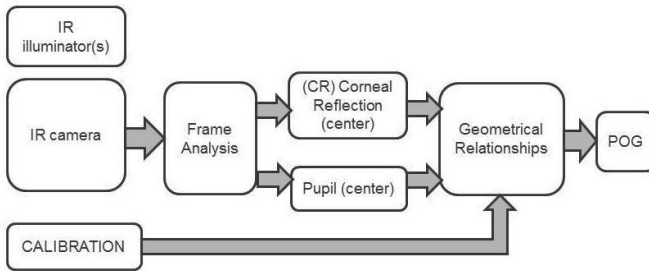 IR
illuminator(s)
IR camera
Frame
Analysis
(CR) Corneal
Reflection
(center)
Pupil (center)
Geometrical
Relationships
POG
CALIBRATION